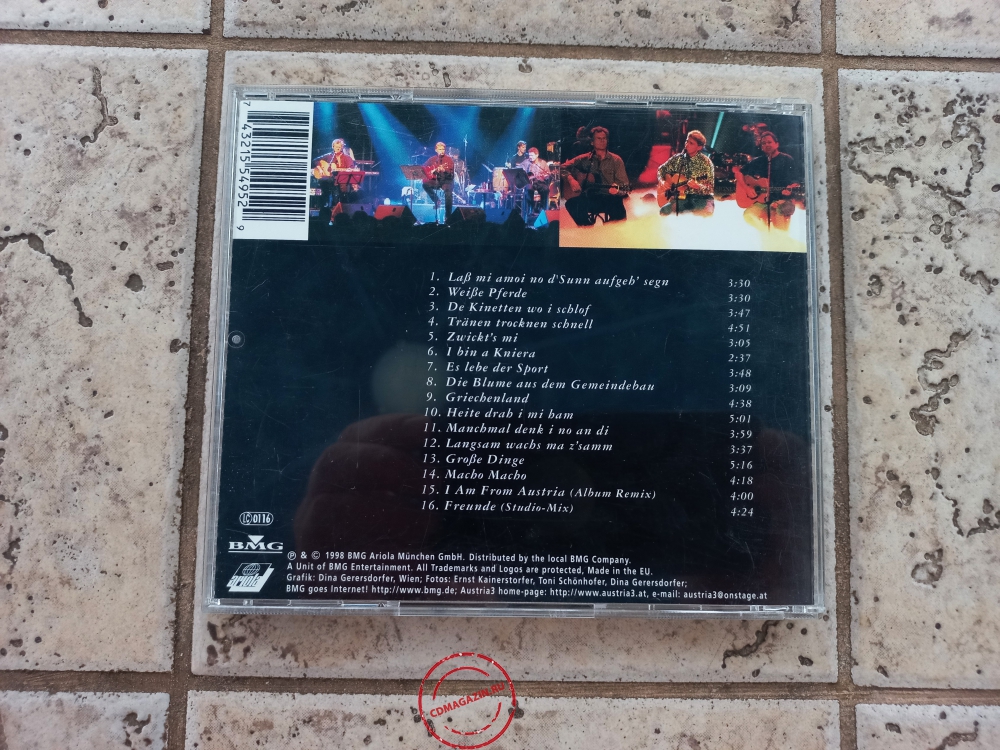 7 43215 54952 9
1. Laß mi amoi no d'Sunn aufgeh' segn 3:30
2. Weiße Pferde 3:30
3. De Kinetten wo i schlof 3:47
4. Tränen trocknen schnell 4:51
5. Zwickt's mi 3:05
6. I bin a Kniera 2:37
7. Es lebe der Sport 3:48
8. Die Blume aus dem Gemeindebau 3:09
9. Griechenland 4:38
10. Heite drah i mi ham 5:01
11. Manchmal denk i no an di 3:59
12. Langsam wachs ma z'samm 3:37
13. Große Dinge 5:16
14. Macho Macho 4:18
15. I Am From Austria (Album Remix) 4:00
16. Freunde (Studio-Mix) 4:24
LC 0116
BMG
ariola
℗ & © 1998 BMG Ariola München GmbH. Distributed by the local BMG Company.
A Unit of BMG Entertainment. All Trademarks and Logos are protected, Made in the EU.
Grafik: Dina Gerersdorfer, Wien; Fotos: Ernst Kainerstorfer, Toni Schönhofer, Dina Gerersdorfer;
BMG goes Internet! http://www.bmg.de; Austria3 home-page: http://www.austria3.at, e-mail: austria3@onstage.at
CDMAGAZIN.RU